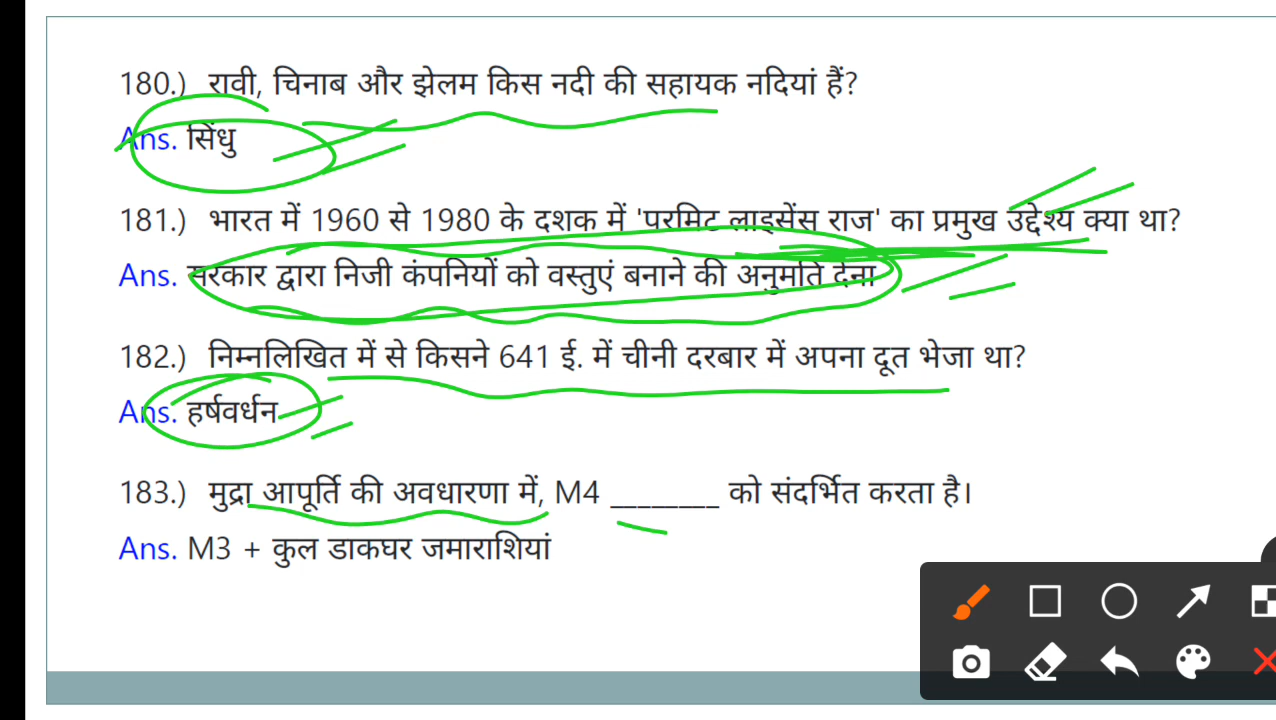 180.) रावी, चिनाब और झेलम किस नदी की सहायक नदियां हैं?
Ans. सिंधु
181.) भारत में 1960 से 1980 के दशक में 'परमिट लाइसेंस राज' का प्रमुख उद्देश्य क्या था?
Ans. सरकार द्वारा निजी कंपनियों को वस्तुएं बनाने की अनुमति देना
182.) निम्नलिखित में से किसने 641 ई. में चीनी दरबार में अपना दूत भेजा था?
Ans. हर्षवर्धन
183.) मुद्रा आपूर्ति की अवधारणा में, M4 ________ को संदर्भित करता है।
Ans. M3 + कुल डाकघर जमाराशियां